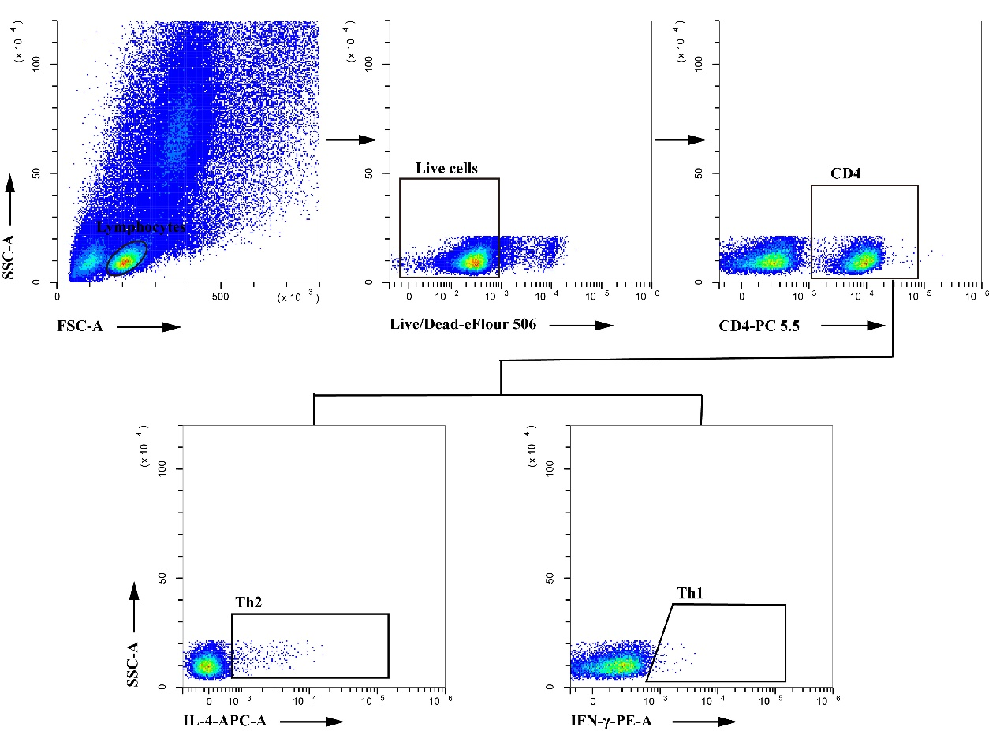 (x 10 4) (x 10 4) (x 10 4)
100 100 100
Live cells CD4
50 50 50
Lymphocytes
SSC-A
0 0 0
0 500 (x 10 3) 0 10 2 10 3 10 4 10 5 10 6 0 10 3 10 4 10 5 10 6
FSC-A Live/Dead-eFlour 506 CD4-PC 5.5
(x 10 4) (x 10 4)
100 100
50 50
Th2 Th1
SSC-A
0 0
0 10 3 10 4 10 5 10 6 0 10 3 10 4 10 5 10 6
IL-4-APC-A IFN-γ-PE-A